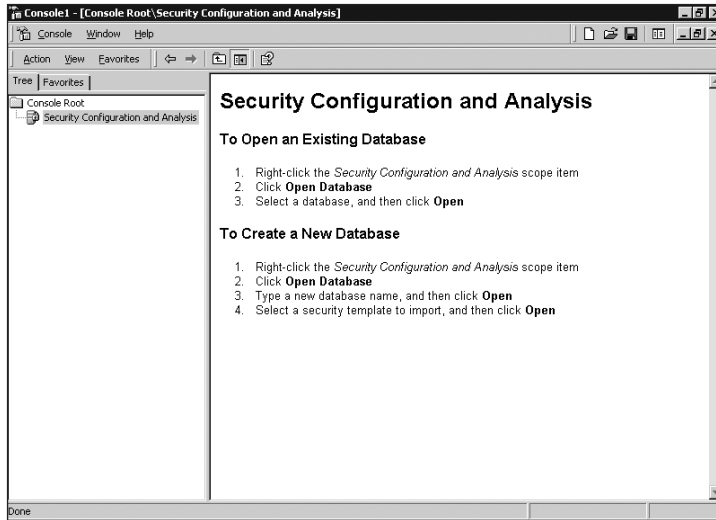 Console1 - [Console Root\Security Configuration and Analysis]
Console Window Help
Action View Favorites
Tree Favorites
Console Root
Security Configuration and Analysis
Security Configuration and Analysis
To Open an Existing Database
1. Right-click the Security Configuration and Analysis scope item
2. Click Open Database
3. Select a database, and then click Open
To Create a New Database
1. Right-click the Security Configuration and Analysis scope item
2. Click Open Database
3. Type a new database name, and then click Open
4. Select a security template to import, and then click Open
Done